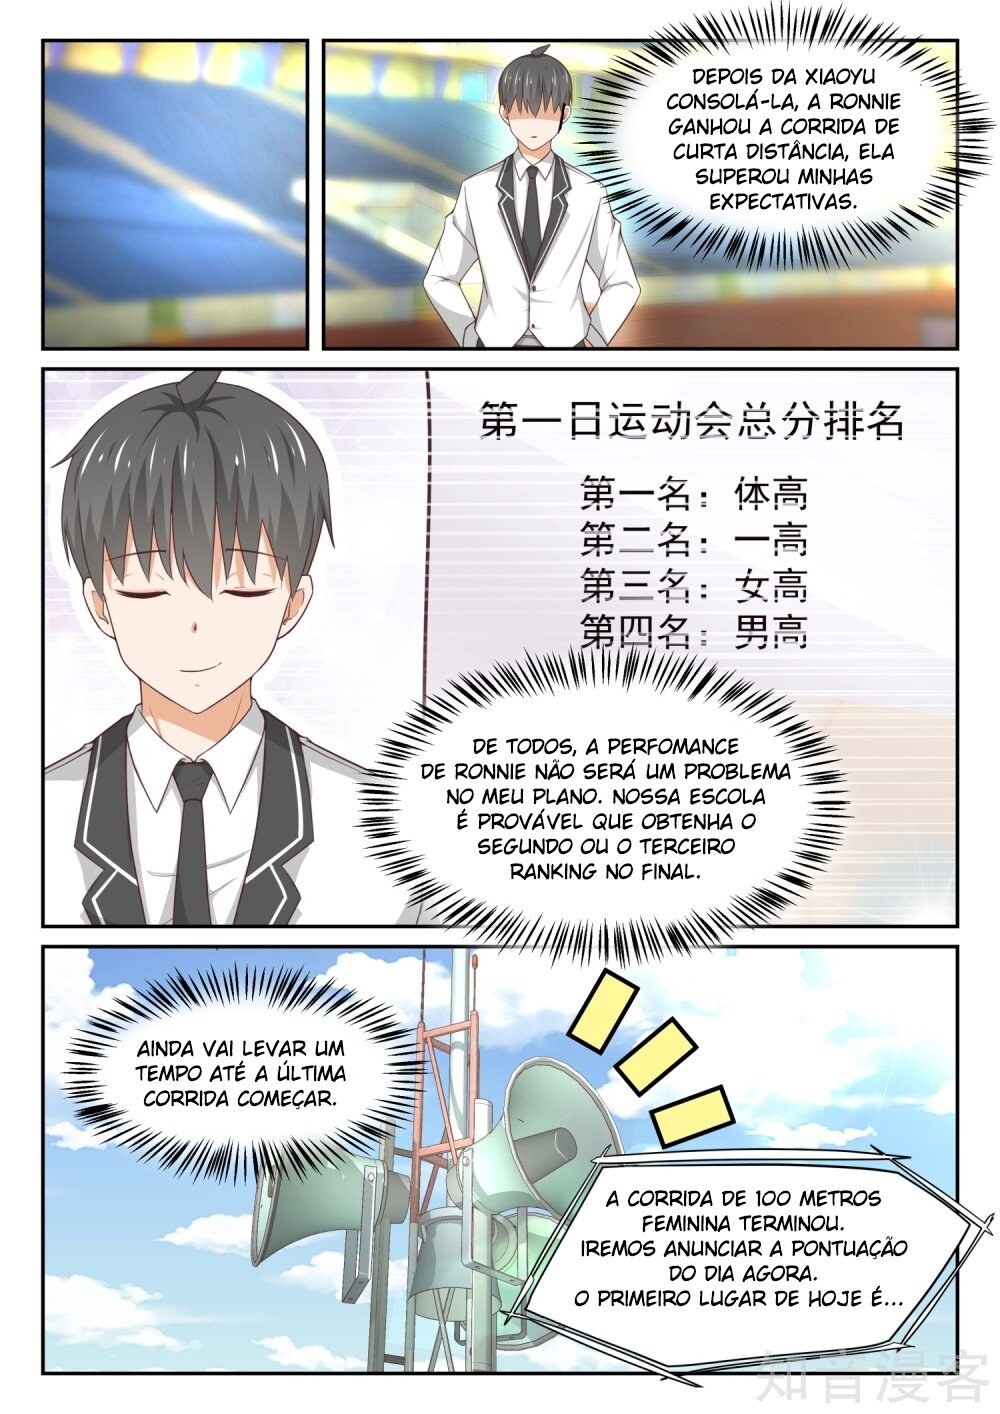 DEPOIS DA XIAOYU
CONSOLÁ-LA, A RONNIE
GANHOU A CORRIDA DE
CURTA DISTÂNCIA, ELA
SUPEROU MINHAS
EXPECTATIVAS.
第一日运动会总分排名
第一名：体高
第二名：一高
第三名：女高
第四名：男高
DE TODOS, A PERFOMANCE
DE RONNIE NÃO SERÁ UM PROBLEMA
NO MEU PLANO. NOSSA ESCOLA
É PROVÁVEL QUE OBTENHA O
SEGUNDO OU O TERCEIRO
RANKING NO FINAL.
AINDA VAI LEVAR UM
TEMPO ATÉ A ÚLTIMA
CORRIDA COMEÇAR.
A CORRIDA DE 100 METROS
FEMININA TERMINOU.
IREMOS ANUNCIAR A PONTUAÇÃO
DO DIA AGORA.
O PRIMEIRO LUGAR DE HOJE É...
知音漫客